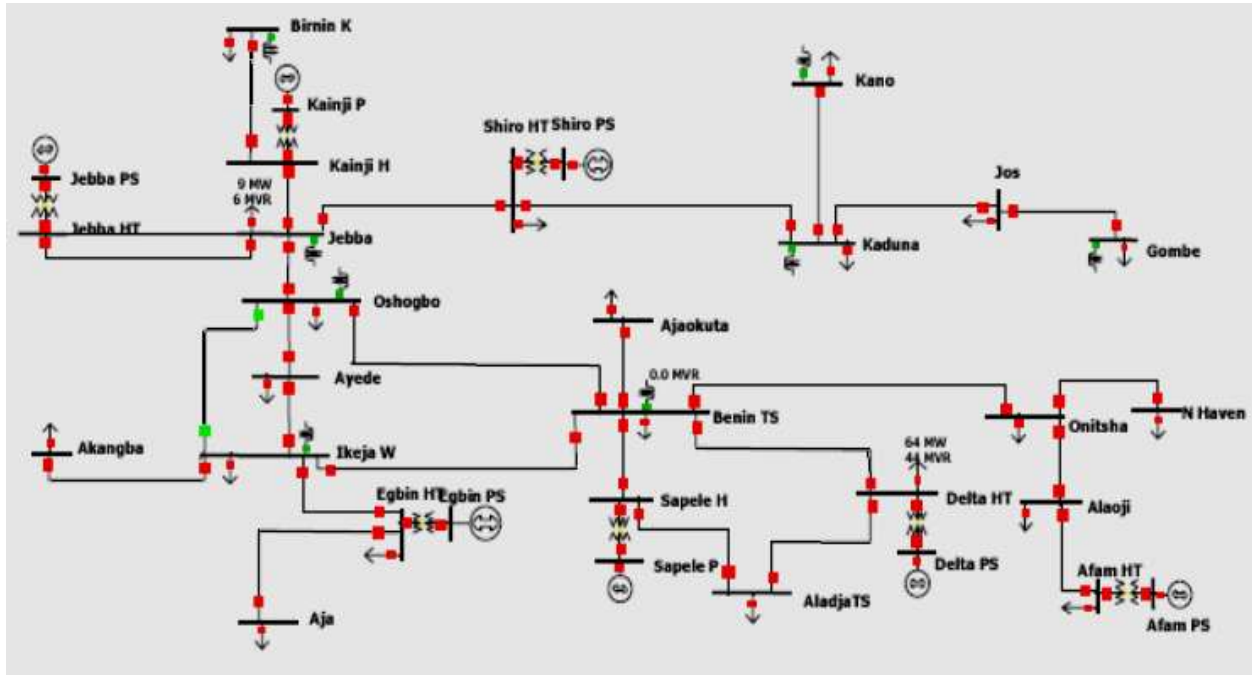 Birnin K
Kainji P
Kano
Shiro HT
Shiro PS
Kainji H
Jebba PS
Jos
9 MW
6 MVR
Jebba HT
Jebba
Kaduna
Gombe
Oshogbo
Ajaokuta
Ayede
0.0 MVR
Benin TS
N Haven
Onitsha
Akangba
Ikeja W
64 MW
44 MVR
Egbin HT
Egbin PS
Sapele H
Delta HT
Alaoji
Sapele P
Delta PS
Afam HT
AladjaTS
Aja
Afam PS